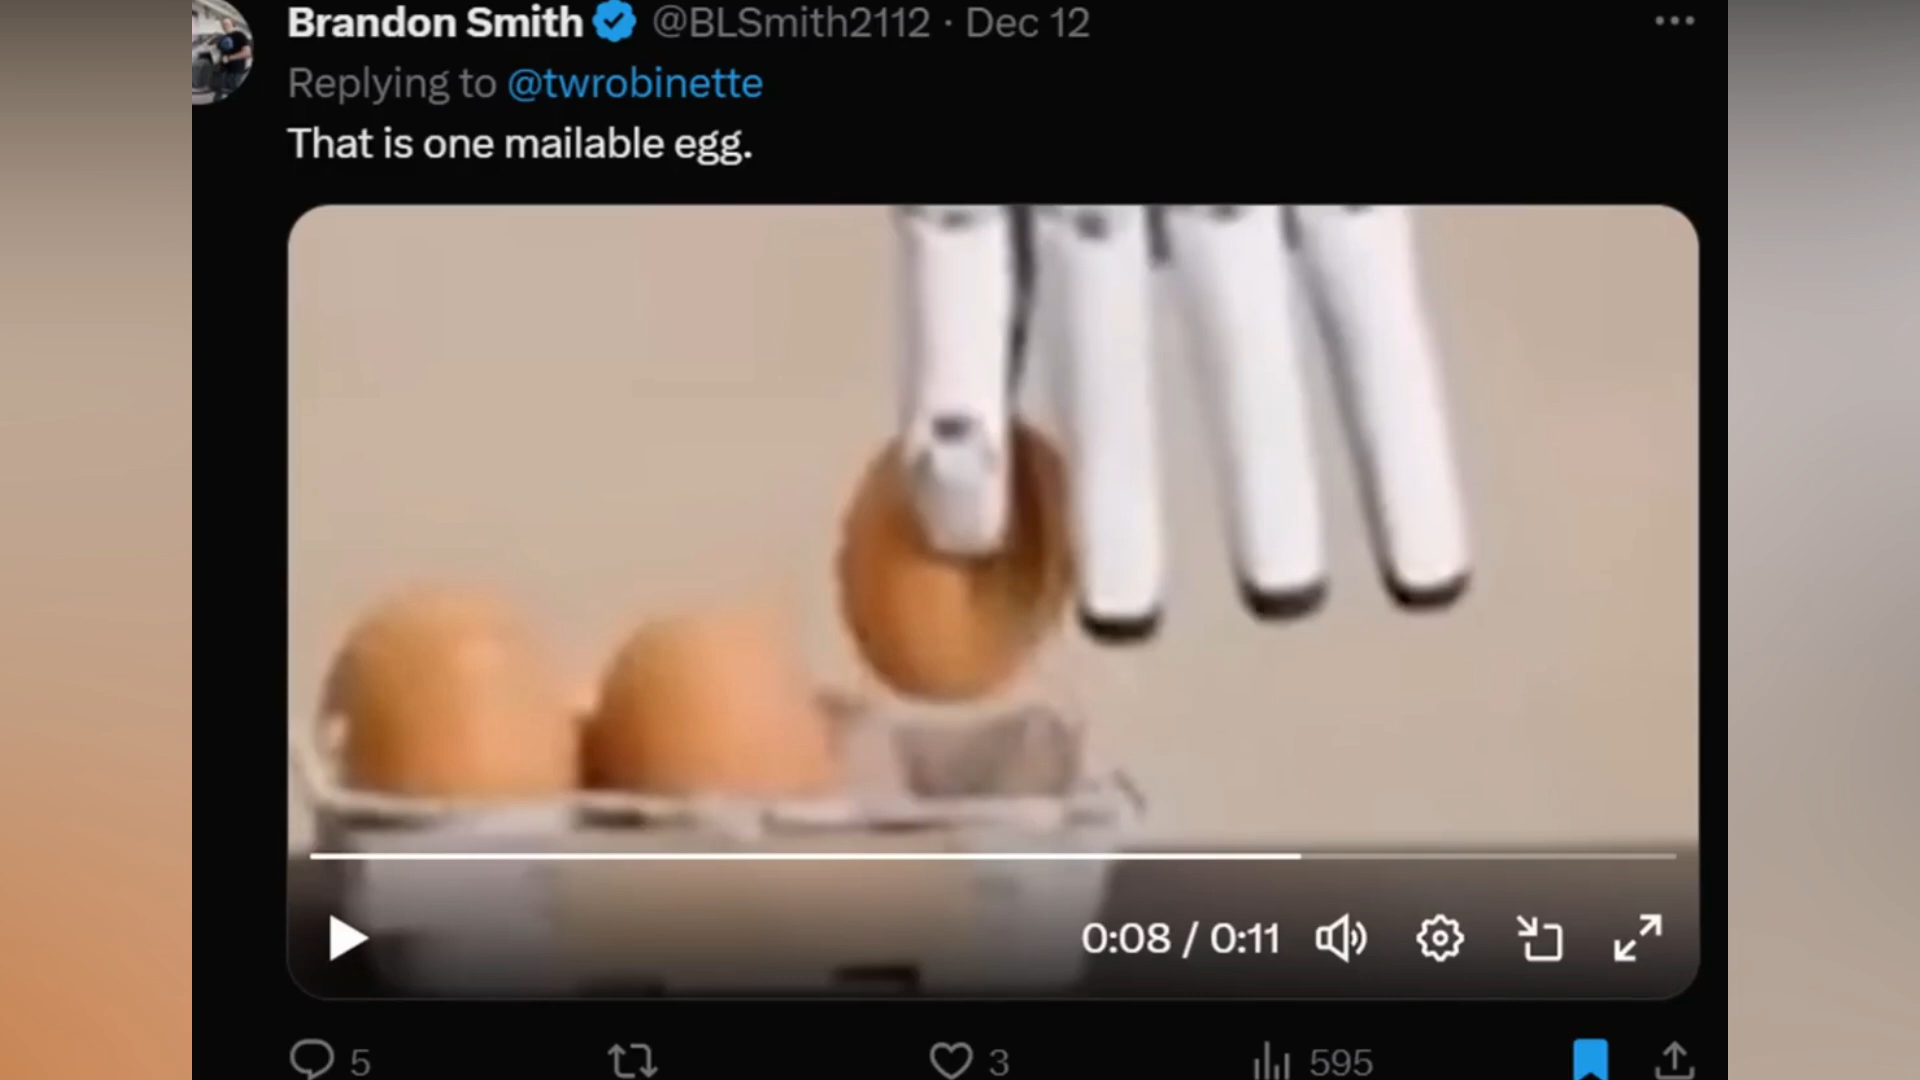 Brandon Smith @BLSmith2112 · Dec 12
Replying to @twrobinette
That is one mailable egg.
0:08 / 0:11
5 3 595